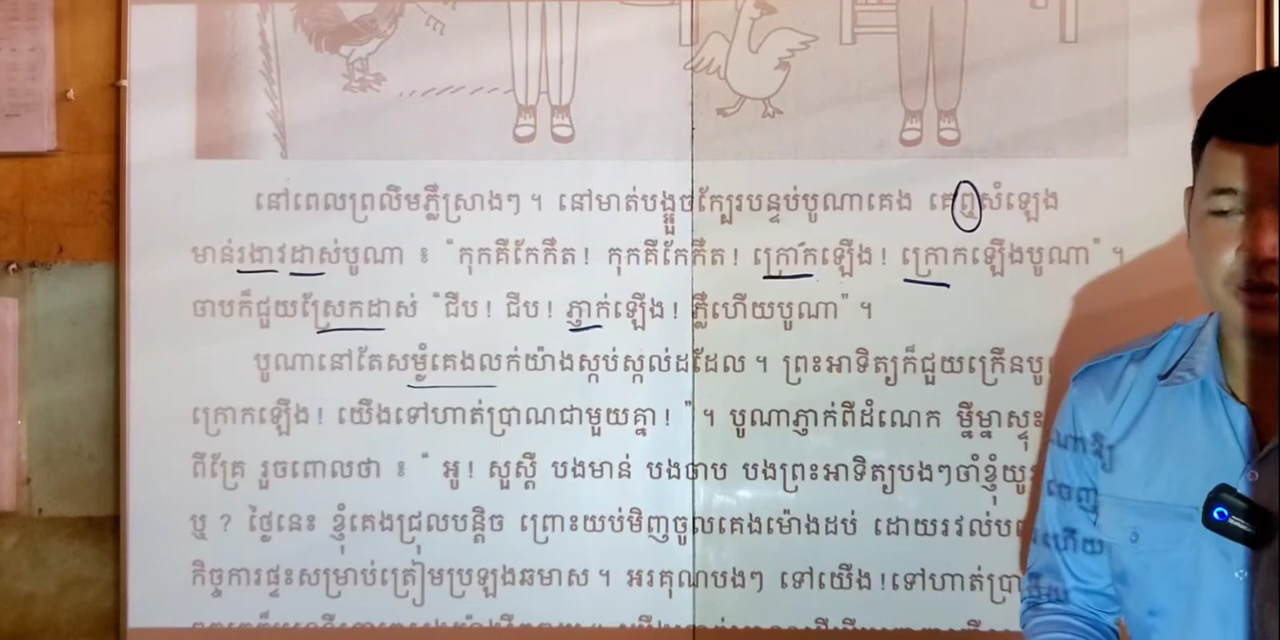 នៅពេលព្រលឹមភ្លឺស្រាងៗ ។ នៅមាត់បង្អួចក្បែរបន្ទប់បូណាគេង គេឮសំឡេង
មាន់រងាវដាស់បូណា ៖ “កុកគីកែកឺត! កុកគីកែកឺត! ក្រោកឡើង! ក្រោកឡើងបូណា” ។
ចាបក៏ជួយស្រែកដាស់ “ជីប! ជីប! ភ្ញាក់ឡើង! ភ្លឺហើយបូណា” ។
បូណានៅតែសម្ងំគេងលក់យ៉ាងស្កប់ស្កល់ដដែល ។ ព្រះអាទិត្យក៏ជួយក្រើន
ក្រោកឡើង! យើងទៅហាត់ប្រាណជាមួយគ្នា! ” ។ បូណាភ្ញាក់ពីដំណេក ម្នីម្នាស្ទុះ
ពីគ្រែ រួចពោលថា ៖ “ អូ! សួស្តី បងមាន់ បងចាប បងព្រះអាទិត្យបងៗចាំខ្ញុំយូរ
ឬ ? ថ្ងៃនេះ ខ្ញុំគេងជ្រុលបន្តិច ព្រោះយប់មិញចូលគេងម៉ោងដប់ ដោយរវល់
កិច្ចការផ្ទះសម្រាប់ត្រៀមប្រឡងឆមាស ។ អរគុណបងៗ ទៅយើង !ទៅហាត់